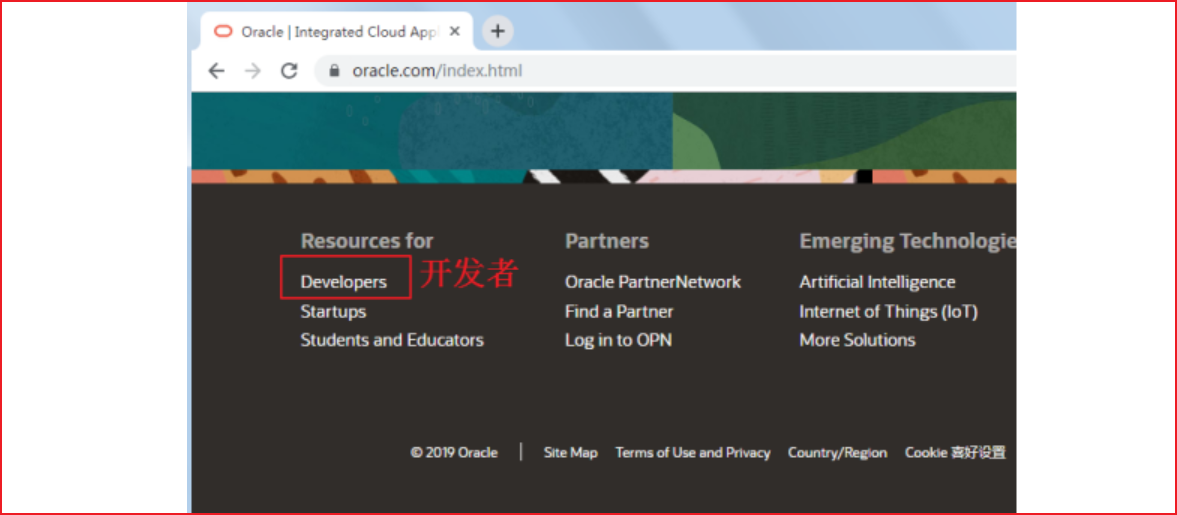 Oracle | Integrated Cloud Appl
oracle.com/index.html
Resources for
Developers
开发者
Startups
Students and Educators
Partners
Oracle PartnerNetwork
Find a Partner
Log in to OPN
Emerging Technologie
Artificial Intelligence
Internet of Things (IoT)
More Solutions
© 2019 Oracle | Site Map Terms of Use and Privacy Country/Region Cookie 喜好设置